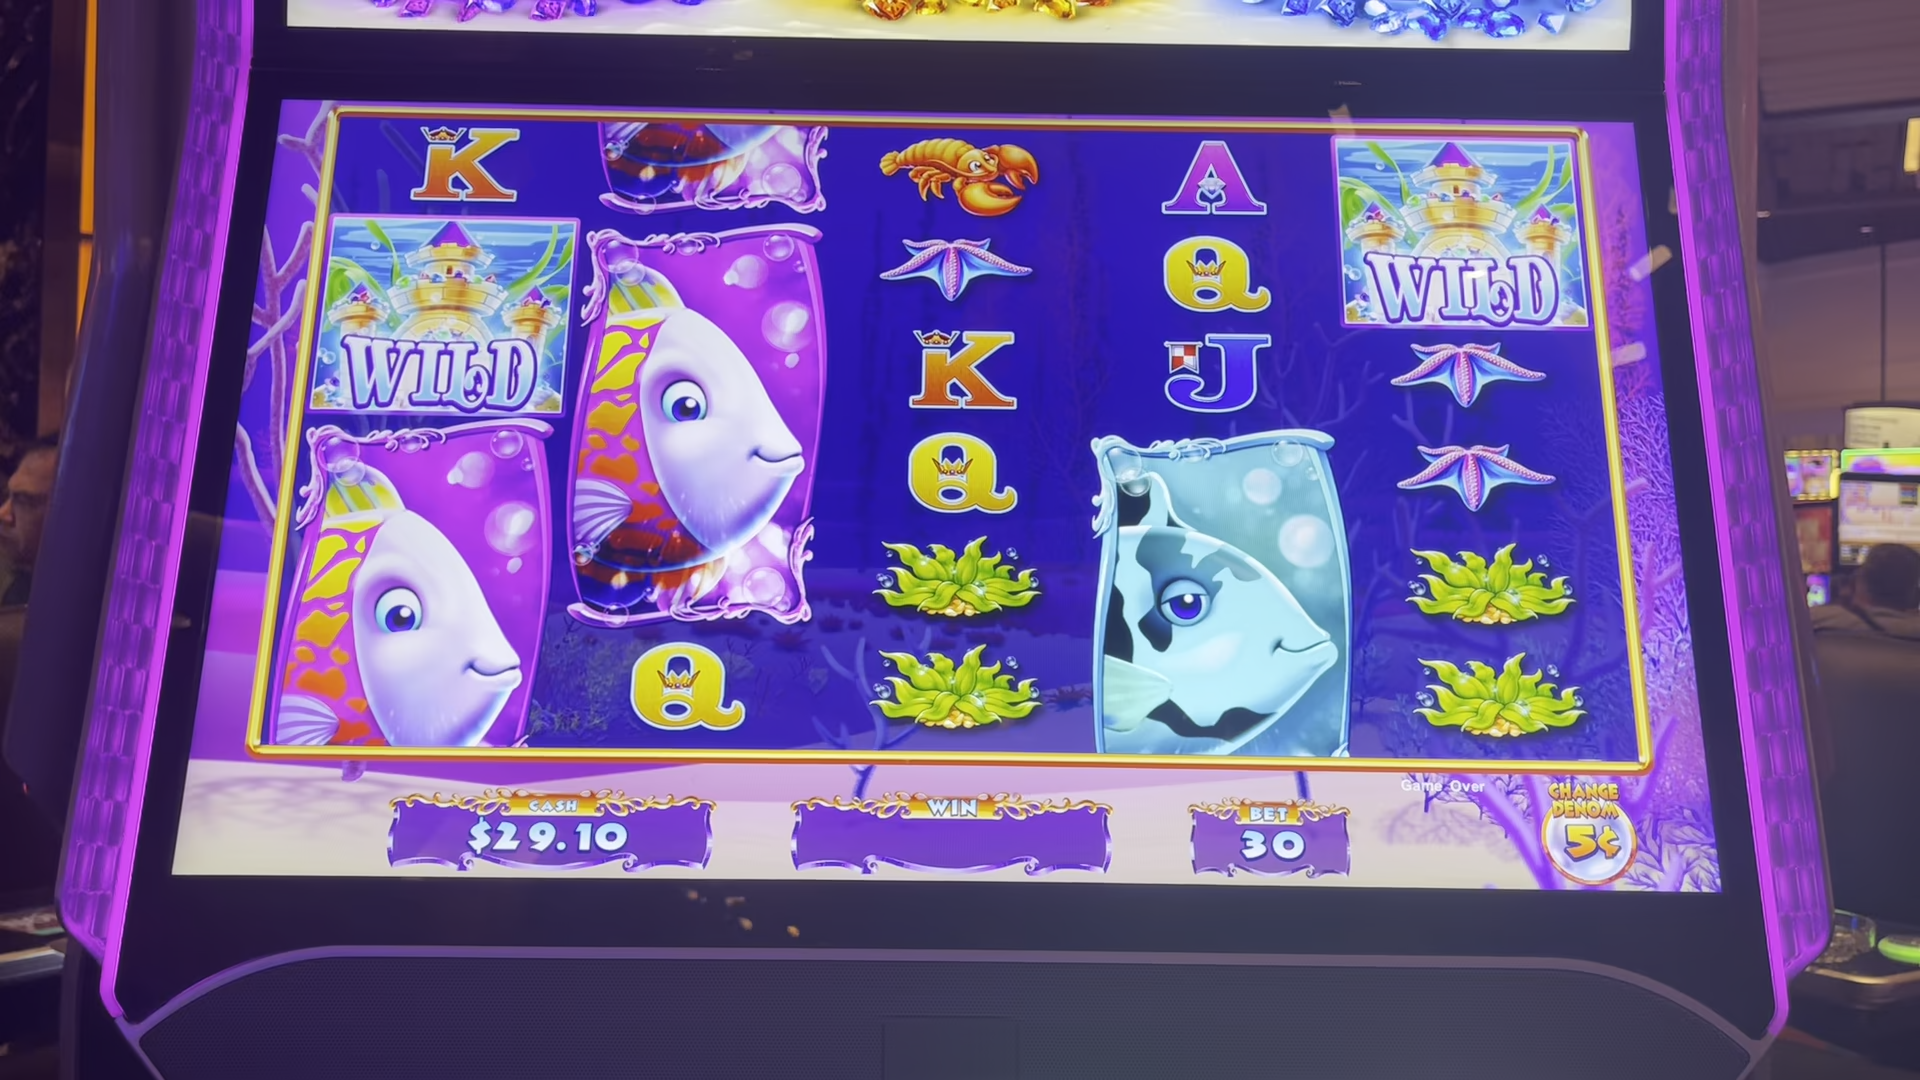 K
A
WILD
Q
WILD
K
J
Q
Q
Game Over
CASH
$29.10
WIN
BET
30
CHANGE
DENOM
5¢